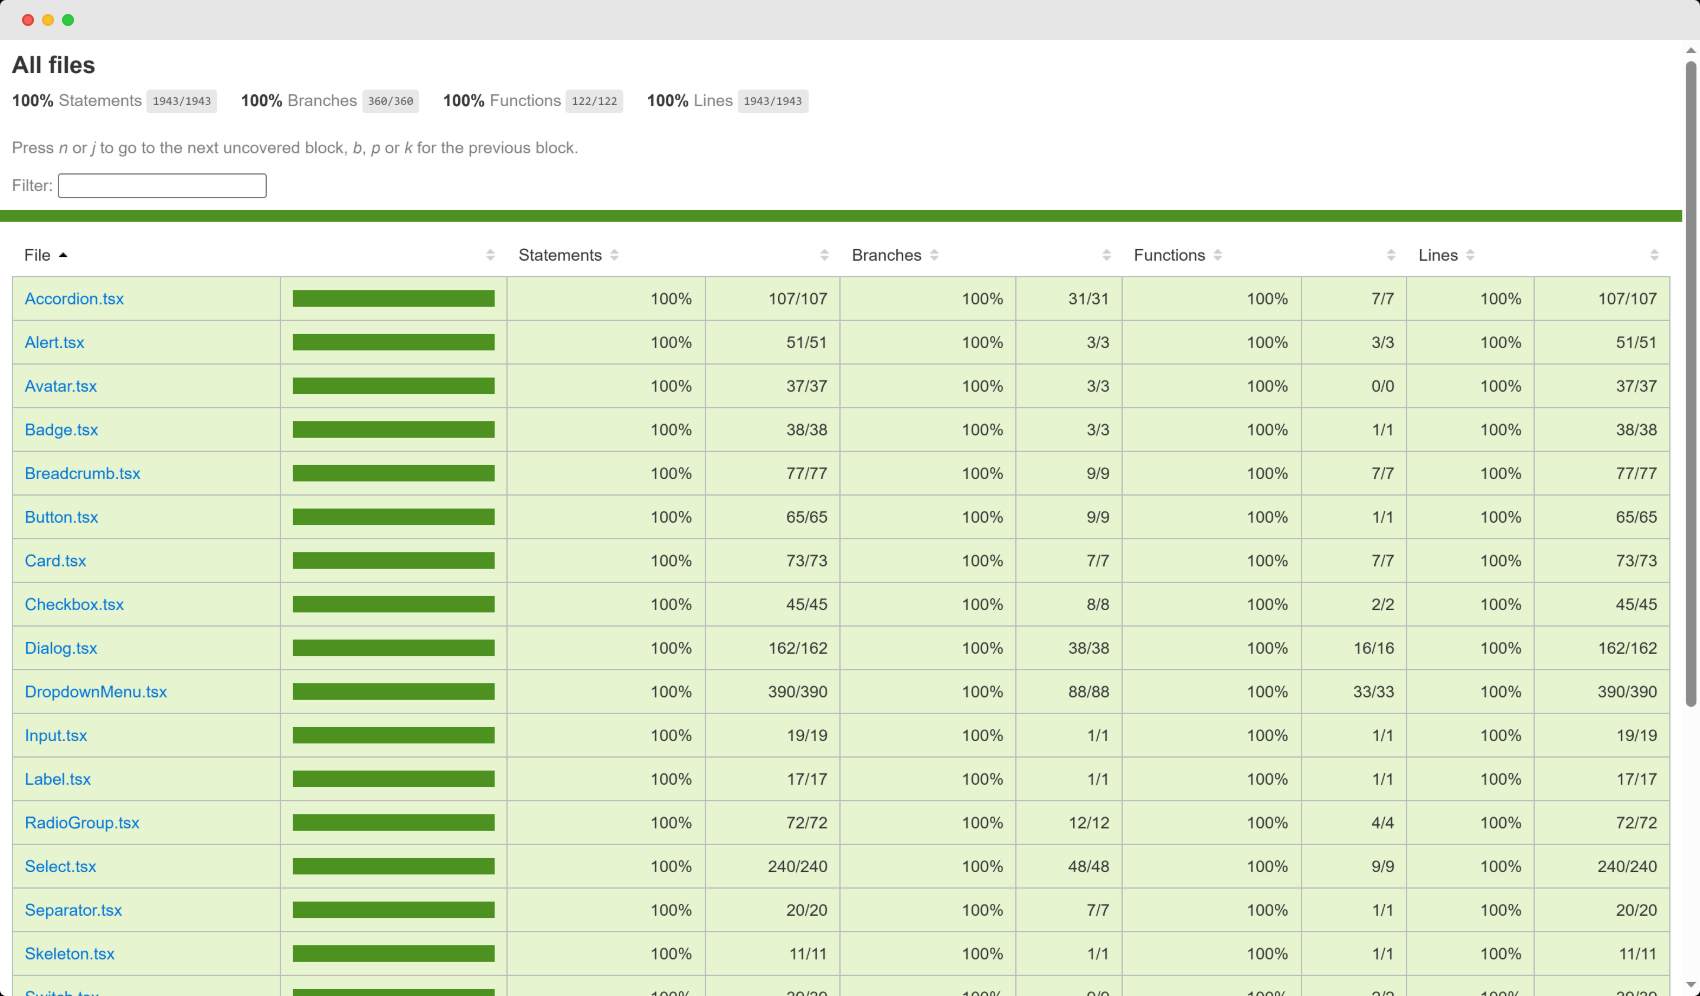 All files
100% Statements 1943/1943 100% Branches 360/360 100% Functions 122/122 100% Lines 1943/1943
Press n or j to go to the next uncovered block, b, p or k for the previous block.
Filter:
File Statements Branches Functions Lines
Accordion.tsx 100% 107/107 100% 31/31 100% 7/7 100% 107/107
Alert.tsx 100% 51/51 100% 3/3 100% 3/3 100% 51/51
Avatar.tsx 100% 37/37 100% 3/3 100% 0/0 100% 37/37
Badge.tsx 100% 38/38 100% 3/3 100% 1/1 100% 38/38
Breadcrumb.tsx 100% 77/77 100% 9/9 100% 7/7 100% 77/77
Button.tsx 100% 65/65 100% 9/9 100% 1/1 100% 65/65
Card.tsx 100% 73/73 100% 7/7 100% 7/7 100% 73/73
Checkbox.tsx 100% 45/45 100% 8/8 100% 2/2 100% 45/45
Dialog.tsx 100% 162/162 100% 38/38 100% 16/16 100% 162/162
DropdownMenu.tsx 100% 390/390 100% 88/88 100% 33/33 100% 390/390
Input.tsx 100% 19/19 100% 1/1 100% 1/1 100% 19/19
Label.tsx 100% 17/17 100% 1/1 100% 1/1 100% 17/17
RadioGroup.tsx 100% 72/72 100% 12/12 100% 4/4 100% 72/72
Select.tsx 100% 240/240 100% 48/48 100% 9/9 100% 240/240
Separator.tsx 100% 20/20 100% 7/7 100% 1/1 100% 20/20
Skeleton.tsx 100% 11/11 100% 1/1 100% 1/1 100% 11/11
Switch.tsx 100% 100% 100% 100%